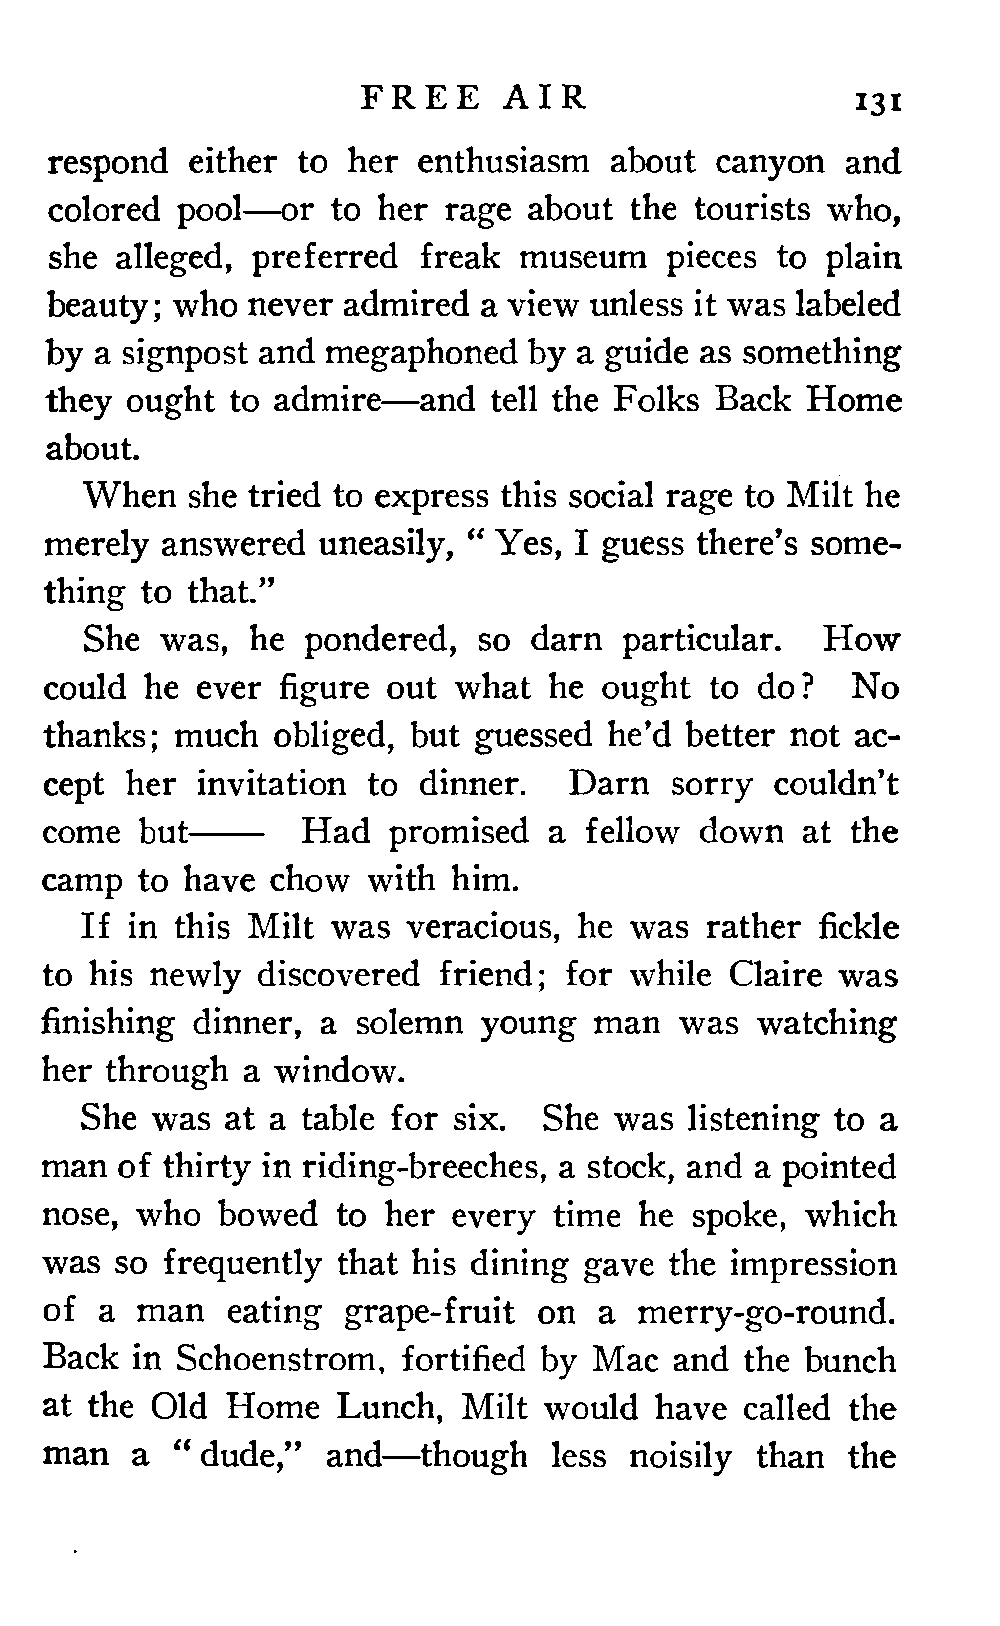 FREE AIR 131
respond either to her enthusiasm about canyon and
colored pool—or to her rage about the tourists who,
she alleged, preferred freak museum pieces to plain
beauty; who never admired a view unless it was labeled
by a signpost and megaphoned by a guide as something
they ought to admire—and tell the Folks Back Home
about.
When she tried to express this social rage to Milt he
merely answered uneasily, “ Yes, I guess there’s some-
thing to that.”
She was, he pondered, so darn particular. How
could he ever figure out what he ought to do? No
thanks; much obliged, but guessed he’d better not ac-
cept her invitation to dinner. Darn sorry couldn’t
come but—— Had promised a fellow down at the
camp to have chow with him.
If in this Milt was veracious, he was rather fickle
to his newly discovered friend; for while Claire was
finishing dinner, a solemn young man was watching
her through a window.
She was at a table for six. She was listening to a
man of thirty in riding-breeches, a stock, and a pointed
nose, who bowed to her every time he spoke, which
was so frequently that his dining gave the impression
of a man eating grape-fruit on a merry-go-round.
Back in Schoenstrom, fortified by Mac and the bunch
at the Old Home Lunch, Milt would have called the
man a “ dude,” and—though less noisily than the